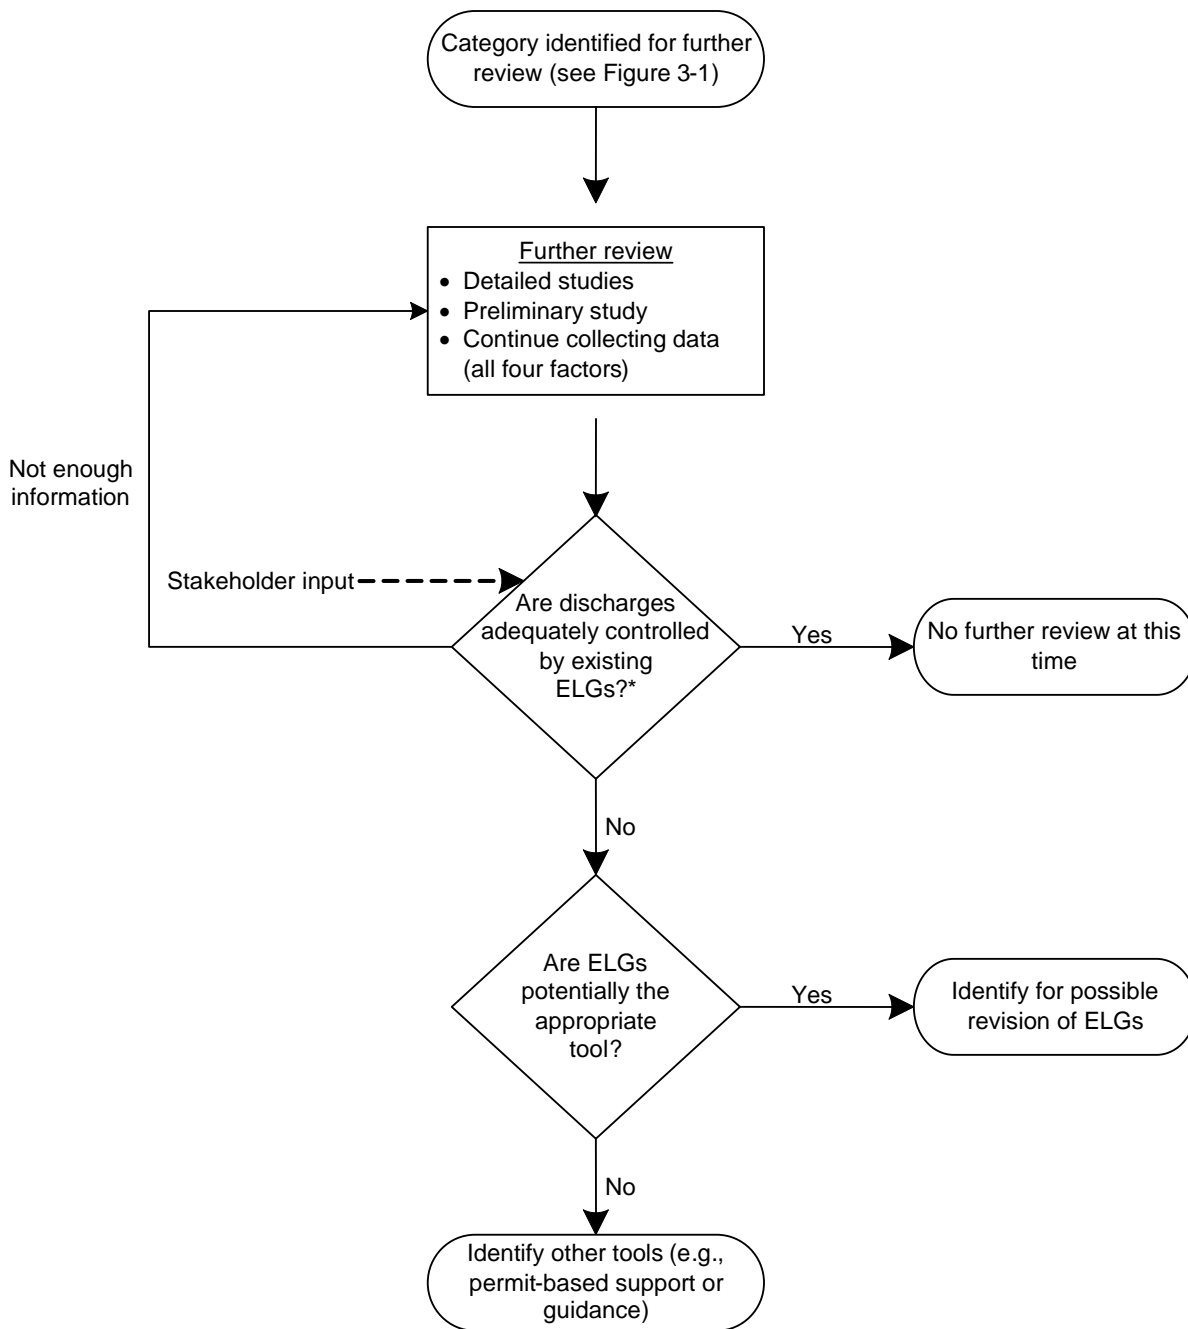 Category identified for further
review (see Figure 3-1)
Further review
• Detailed studies
• Preliminary study
• Continue collecting data
(all four factors)
Not enough
information
Stakeholder input
Are discharges
adequately controlled
by existing
ELGs?*
Yes
No further review at this
time
No
Are ELGs
potentially the
appropriate
tool?
Yes
Identify for possible
revision of ELGs
No
Identify other tools (e.g.,
permit-based support or
guidance)